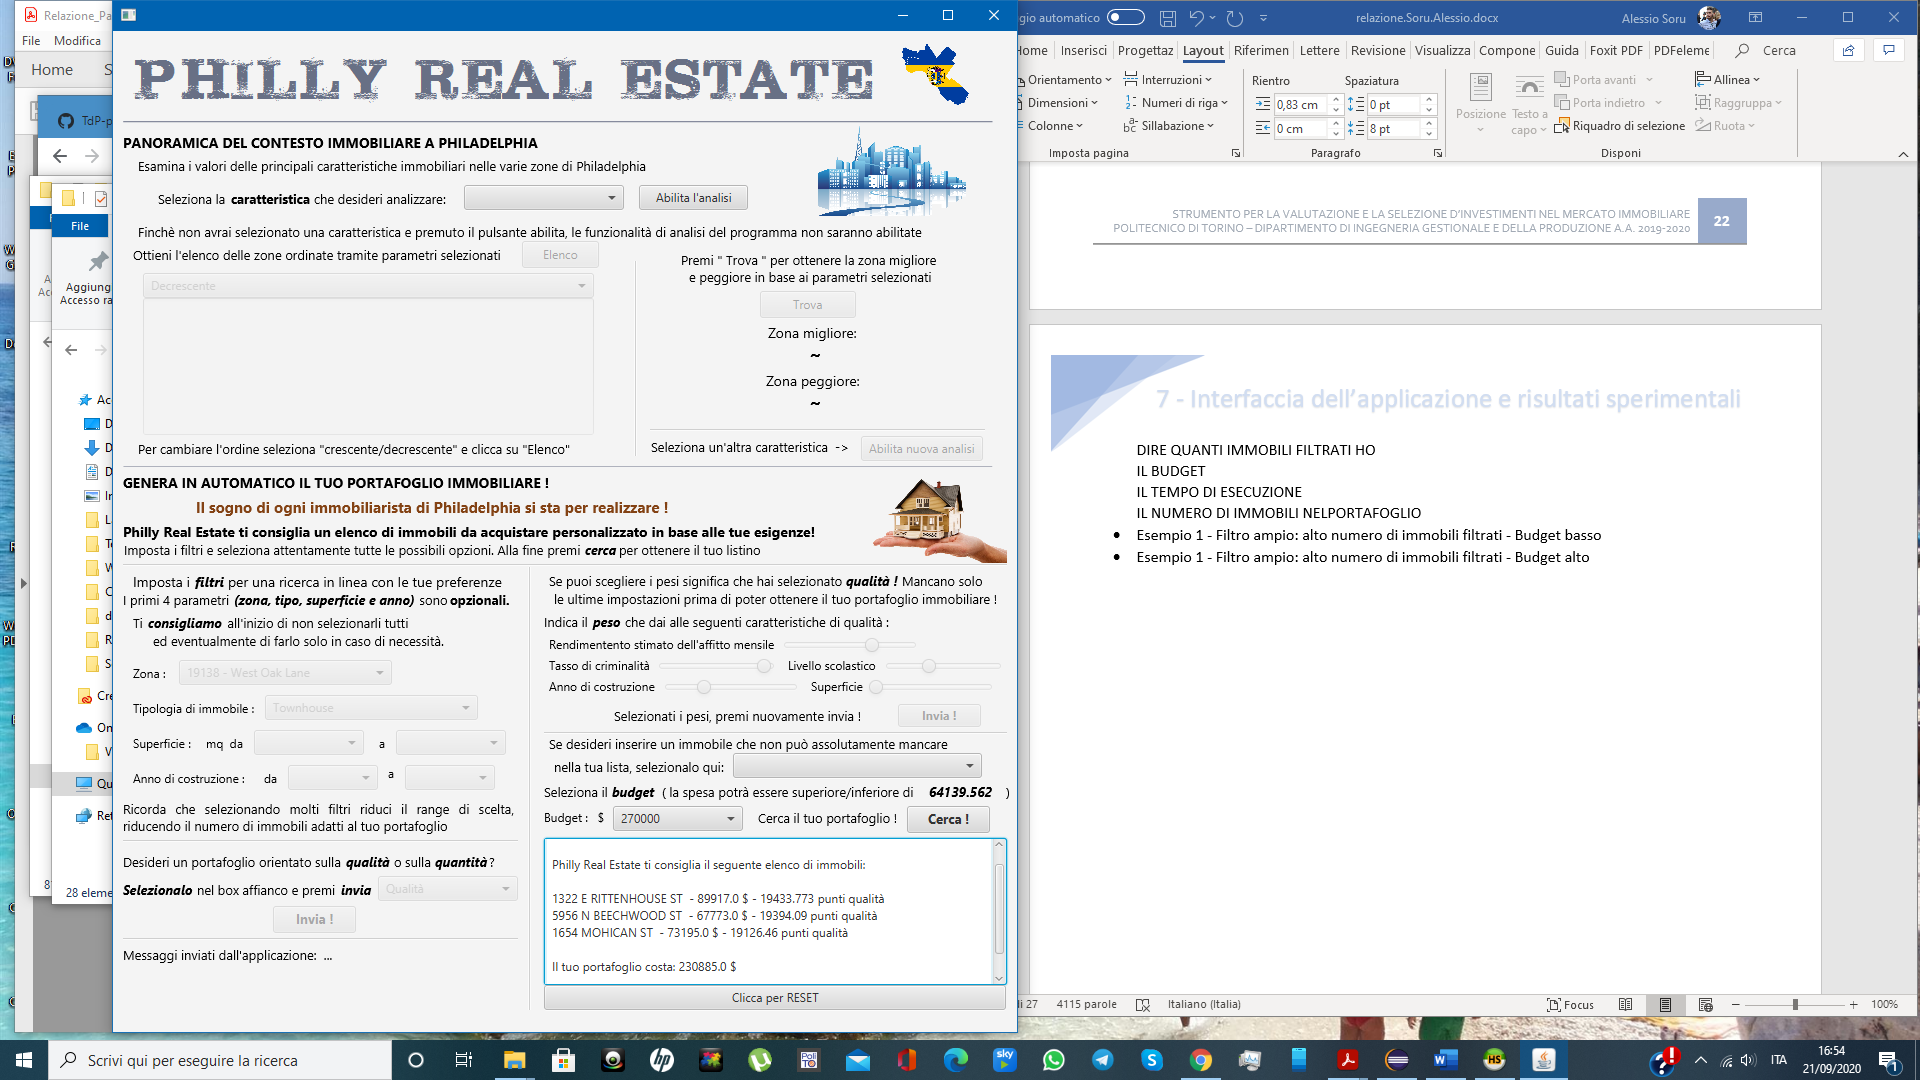 Relazione_Pa
File Modifica
Home S
TdP-p
File
Aggiung
Accesso ra
28 eleme
PHILLY REAL ESTATE
PANORAMICA DEL CONTESTO IMMOBILIARE A PHILADELPHIA
Esamina i valori delle principali caratteristiche immobiliari nelle varie zone di Philadelphia
Seleziona la caratteristica che desideri analizzare:
Abilita l'analisi
Finchè non avrai selezionato una caratteristica e premuto il pulsante abilita, le funzionalità di analisi del programma non saranno abilitate
Ottieni l'elenco delle zone ordinate tramite parametri selezionati
Elenco
Decrescente
Per cambiare l'ordine seleziona "crescente/decrescente" e clicca su "Elenco"
Premi " Trova " per ottenere la zona migliore
e peggiore in base ai parametri selezionati
Trova
Zona migliore:
~
Zona peggiore:
~
Seleziona un'altra caratteristica ->
Abilita nuova analisi
GENERA IN AUTOMATICO IL TUO PORTAFOGLIO IMMOBILIARE !
Il sogno di ogni immobiliarista di Philadelphia si sta per realizzare !
Philly Real Estate ti consiglia un elenco di immobili da acquistare personalizzato in base alle tue esigenze!
Imposta i filtri e seleziona attentamente tutte le possibili opzioni. Alla fine premi cerca per ottenere il tuo listino
Imposta i filtri per una ricerca in linea con le tue preferenze
I primi 4 parametri (zona, tipo, superficie e anno) sono opzionali.
Ti consigliamo all'inizio di non selezionarli tutti
ed eventualmente di farlo solo in caso di necessità.
Zona : 19138 - West Oak Lane
Tipologia di immobile : Townhouse
Superficie : mq da a
Anno di costruzione : da a
Ricorda che selezionando molti filtri riduci il range di scelta,
riducendo il numero di immobili adatti al tuo portafoglio
Desideri un portafoglio orientato sulla qualità o sulla quantità ?
Selezionalo nel box affianco e premi invia
Qualità
Invia !
Messaggi inviati dall'applicazione: ...
Se puoi scegliere i pesi significa che hai selezionato qualità ! Mancano solo
le ultime impostazioni prima di poter ottenere il tuo portafoglio immobiliare !
Indica il peso che dai alle seguenti caratteristiche di qualità :
Rendimentento stimato dell'affitto mensile
Tasso di criminalità Livello scolastico
Anno di costruzione Superficie
Selezionati i pesi, premi nuovamente invia !
Invia !
Se desideri inserire un immobile che non può assolutamente mancare
nella tua lista, selezionalo qui:
Seleziona il budget ( la spesa potrà essere superiore/inferiore di 64139.562 )
Budget : $ 270000 Cerca il tuo portafoglio ! Cerca !
Philly Real Estate ti consiglia il seguente elenco di immobili:
1322 E RITTENHOUSE ST - 89917.0 $ - 19433.773 punti qualità
5956 N BEECHWOOD ST - 67773.0 $ - 19394.09 punti qualità
1654 MOHICAN ST - 73195.0 $ - 19126.46 punti qualità
Il tuo portafoglio costa: 230885.0 $
Clicca per RESET
gio automatico
relazione.Soru.Alessio.docx
Alessio Soru
Home Inserisci Progettaz Layout Riferimen Lettere Revisione Visualizza Compone Guida Foxit PDF PDFeleme Cerca
Orientamento Interruzioni
Dimensioni Numeri di riga
Colonne Sillabazione
Imposta pagina
Rientro Spaziatura
0,83 cm 0 pt
0 cm 8 pt
Paragrafo
Posizione
Testo a
capo
Porta avanti
Porta indietro
Riquadro di selezione
Allinea
Raggruppa
Ruota
Disponi
STRUMENTO PER LA VALUTAZIONE E LA SELEZIONE D'INVESTIMENTI NEL MERCATO IMMOBILIARE
POLITECNICO DI TORINO – DIPARTIMENTO DI INGEGNERIA GESTIONALE E DELLA PRODUZIONE A.A. 2019-2020
22
7 - Interfaccia dell'applicazione e risultati sperimentali
DIRE QUANTI IMMOBILI FILTRATI HO
IL BUDGET
IL TEMPO DI ESECUZIONE
IL NUMERO DI IMMOBILI NELPORTAFOGLIO
• Esempio 1 - Filtro ampio: alto numero di immobili filtrati - Budget basso
• Esempio 1 - Filtro ampio: alto numero di immobili filtrati - Budget alto
di 27 4115 parole Italiano (Italia)
Focus
100%
Scrivi qui per eseguire la ricerca
ITA
16:54
21/09/2020